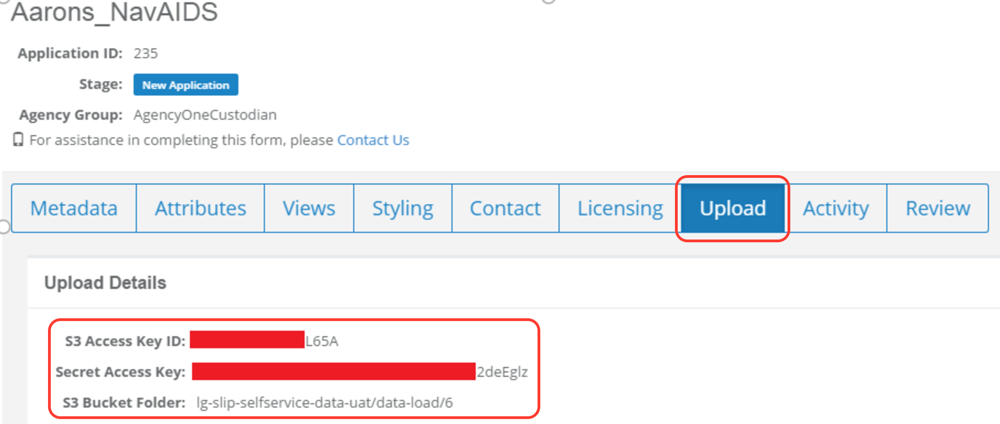 Aarons_NavAIDS
Application ID: 235
Stage: New Application
Agency Group: AgencyOneCustodian
For assistance in completing this form, please Contact Us
Metadata Attributes Views Styling Contact Licensing Upload Activity Review
Upload Details
S3 Access Key ID: L65A
Secret Access Key: 2deEglz
S3 Bucket Folder: lg-slip-selfservice-data-uat/data-load/6